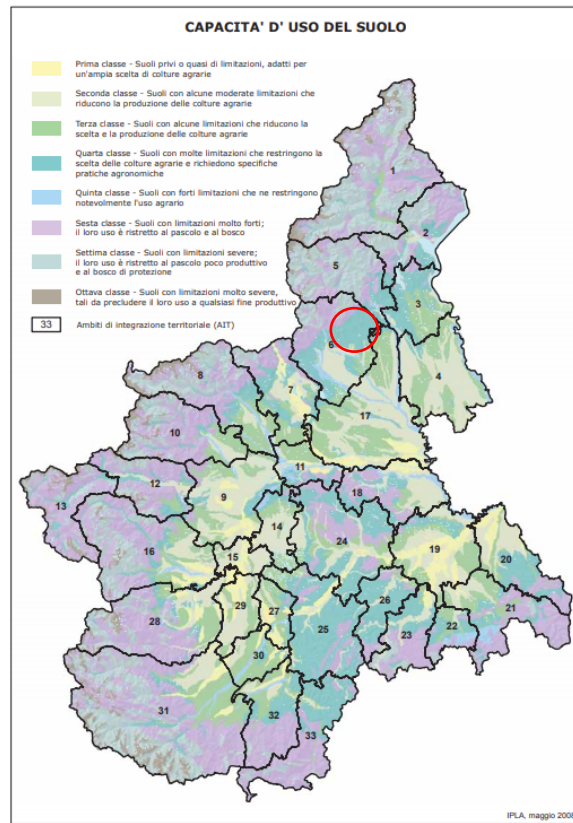 CAPACITA' D' USO DEL SUOLO
Prima classe - Suoli privi o quasi di limitazioni, adatti per
un'ampia scelta di colture agrarie
Seconda classe - Suoli con alcune moderate limitazioni che
riducono la produzione delle colture agrarie
Terza classe - Suoli con alcune limitazioni che riducono la
scelta e la produzione delle colture agrarie
Quarta classe - Suoli con molte limitazioni che restringono la
scelta delle colture agrarie e richiedono specifiche
pratiche agronomiche
Quinta classe - Suoli con forti limitazioni che ne restringono
notevolmente l'uso agrario
Sesta classe - Suoli con limitazioni molto forti;
il loro uso è ristretto al pascolo e al bosco
Settima classe - Suoli con limitazioni severe;
il loro uso è ristretto al pascolo poco produttivo
e al bosco di protezione
Ottava classe - Suoli con limitazioni molto severe,
tali da precludere il loro uso a qualsiasi fine produttivo
33 Ambiti di integrazione territoriale (AIT)
1
2
5
3
6
4
8
7
10
17
11
12
13
9
18
14
24
16
15
19
20
29
27
26
28
25
23
22
21
30
31
32
33
IPLA, maggio 2008